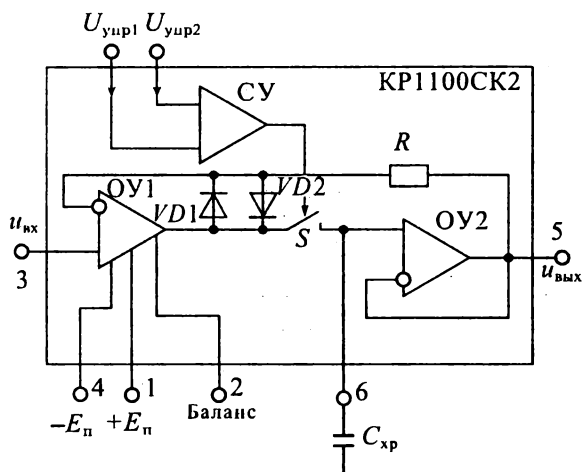 Uупр1 Uупр2
КР1100СК2
СУ
R
ОУ1
VD1
VD2
S
ОУ2
uвх
3
5
uвых
4
1
2
6
−Eп
+Eп
Баланс
Cхр